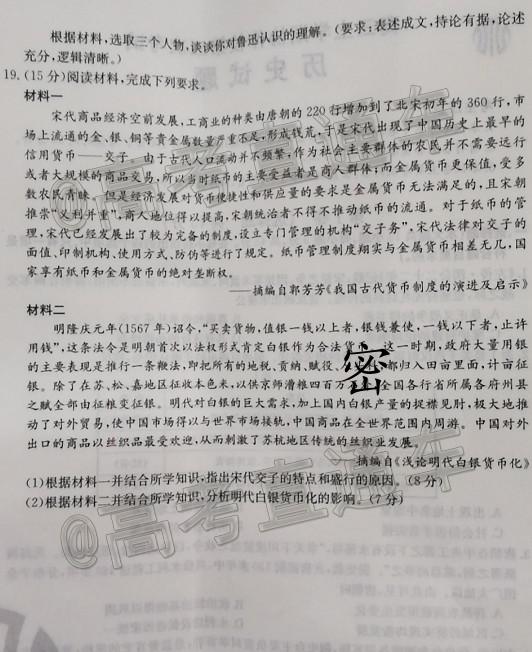 根据材料,选取三个人物,谈谈你对鲁迅认识的理解。(要求:表述成文,持论有据,论述
充分,逻辑清晰。)
19.(15分)阅读材料,完成下列要求。
材料一
宋代商品经济空前发展,工商业的种类由唐朝的220行增加到了北宋初年的360行,市
场上流通的金、银、铜等贵金属数量严重不足,形成钱荒,于是宋代出现了中国历史上最早的
信用货币——交子。由于古代人口流动并不频繁,作为社会主要群体的农民并不需要远行
或者大规模的商品交易,所以当时纸币的主要受益者是商人群体;而金属货币更保值,受多
数农民青睐。但是经济发展对货币便捷性和供应量的要求是金属货币无法满足的,且宋朝
推崇“义利并重”,商人地位得以提高,宋朝统治者不得不推动纸币的流通。对于纸币的管
理,宋代已经发展出了较为完备的制度,设立专门管理的机构“交子务”,宋代法律对交子的
面值、印制机构、使用方式、防伪等进行了规定。纸币管理制度翔实与金属货币相差无几,国
家享有纸币和金属货币的绝对垄断权。
——摘编自郭芳芳《我国古代货币制度的演进及启示》
材料二
明隆庆元年(1567年)诏令,“买卖货物,值银一钱以上者,银钱兼使,一钱以下者,止许
用钱”,这条法令是明朝首次以法权形式肯定白银作为合法货币。这一时期,政府大量用银
的主要表现是推行一条鞭法,即把所有的地税、贡纳、赋役、 都归入田亩里面,计亩征
银。除了在苏、松、嘉地区征收本色米,以供京师漕粮四百万 全国各行省所属各府州县
之赋全部由征粮变征银。明代对白银的巨大需求,加上国内白银产量的捉襟见肘,极大地推
动了对外贸易,使中国市场得以与世界市场接轨,中国商品在全世界范围内周游。中国对外
出口的商品以丝织品最受欢迎,从而刺激了苏杭地区传统的丝织业发展。
——摘编自《浅论明代白银货币化》
(1)根据材料一并结合所学知识,指出宋代交子的特点和盛行的原因。(8分)
(2)根据材料二并结合所学知识,分析明代白银货币化的影响。(7分)
密
@高考直通车
@高考直通车